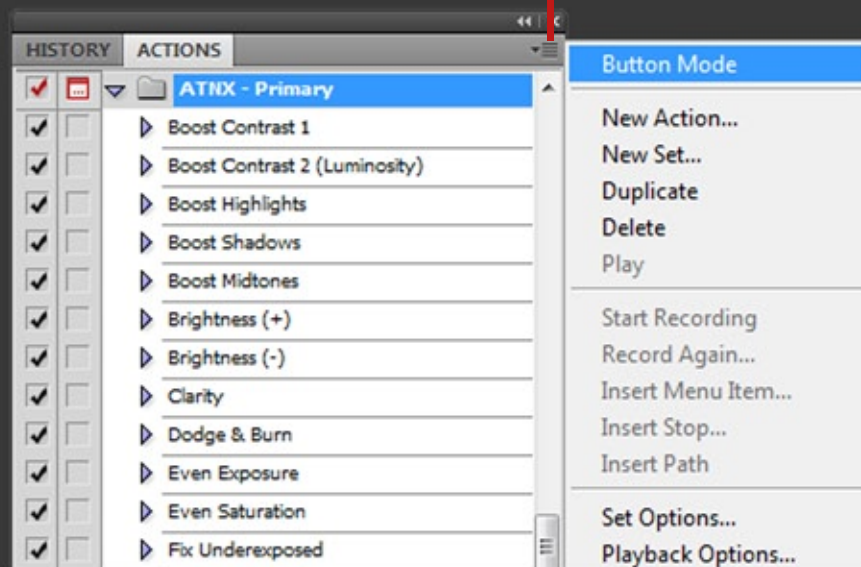 HISTORY
ACTIONS
ATNX - Primary
Boost Contrast 1
Boost Contrast 2 (Luminosity)
Boost Highlights
Boost Shadows
Boost Midtones
Brightness (+)
Brightness (-)
Clarity
Dodge & Burn
Even Exposure
Even Saturation
Fix Underexposed
Button Mode
New Action...
New Set...
Duplicate
Delete
Play
Start Recording
Record Again...
Insert Menu Item...
Insert Stop...
Insert Path
Set Options...
Playback Options...